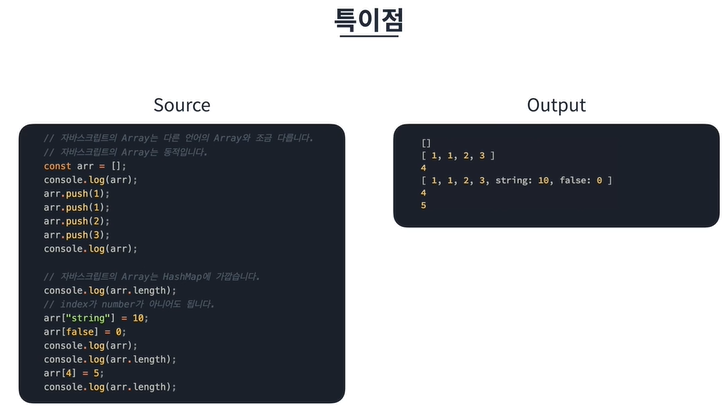 특이점
Source
// 자바스크립트의 Array는 다른 언어의 Array와 조금 다릅니다.
// 자바스크립트의 Array는 동적입니다.
const arr = [];
console.log(arr);
arr.push(1);
arr.push(1);
arr.push(2);
arr.push(3);
console.log(arr);
// 자바스크립트의 Array는 HashMap에 가깝습니다.
console.log(arr.length);
// index가 number가 아니어도 됩니다.
arr["string"] = 10;
arr[false] = 0;
console.log(arr);
console.log(arr.length);
arr[4] = 5;
console.log(arr.length);
Output
[]
[ 1, 1, 2, 3 ]
4
[ 1, 1, 2, 3, string: 10, false: 0 ]
4
5